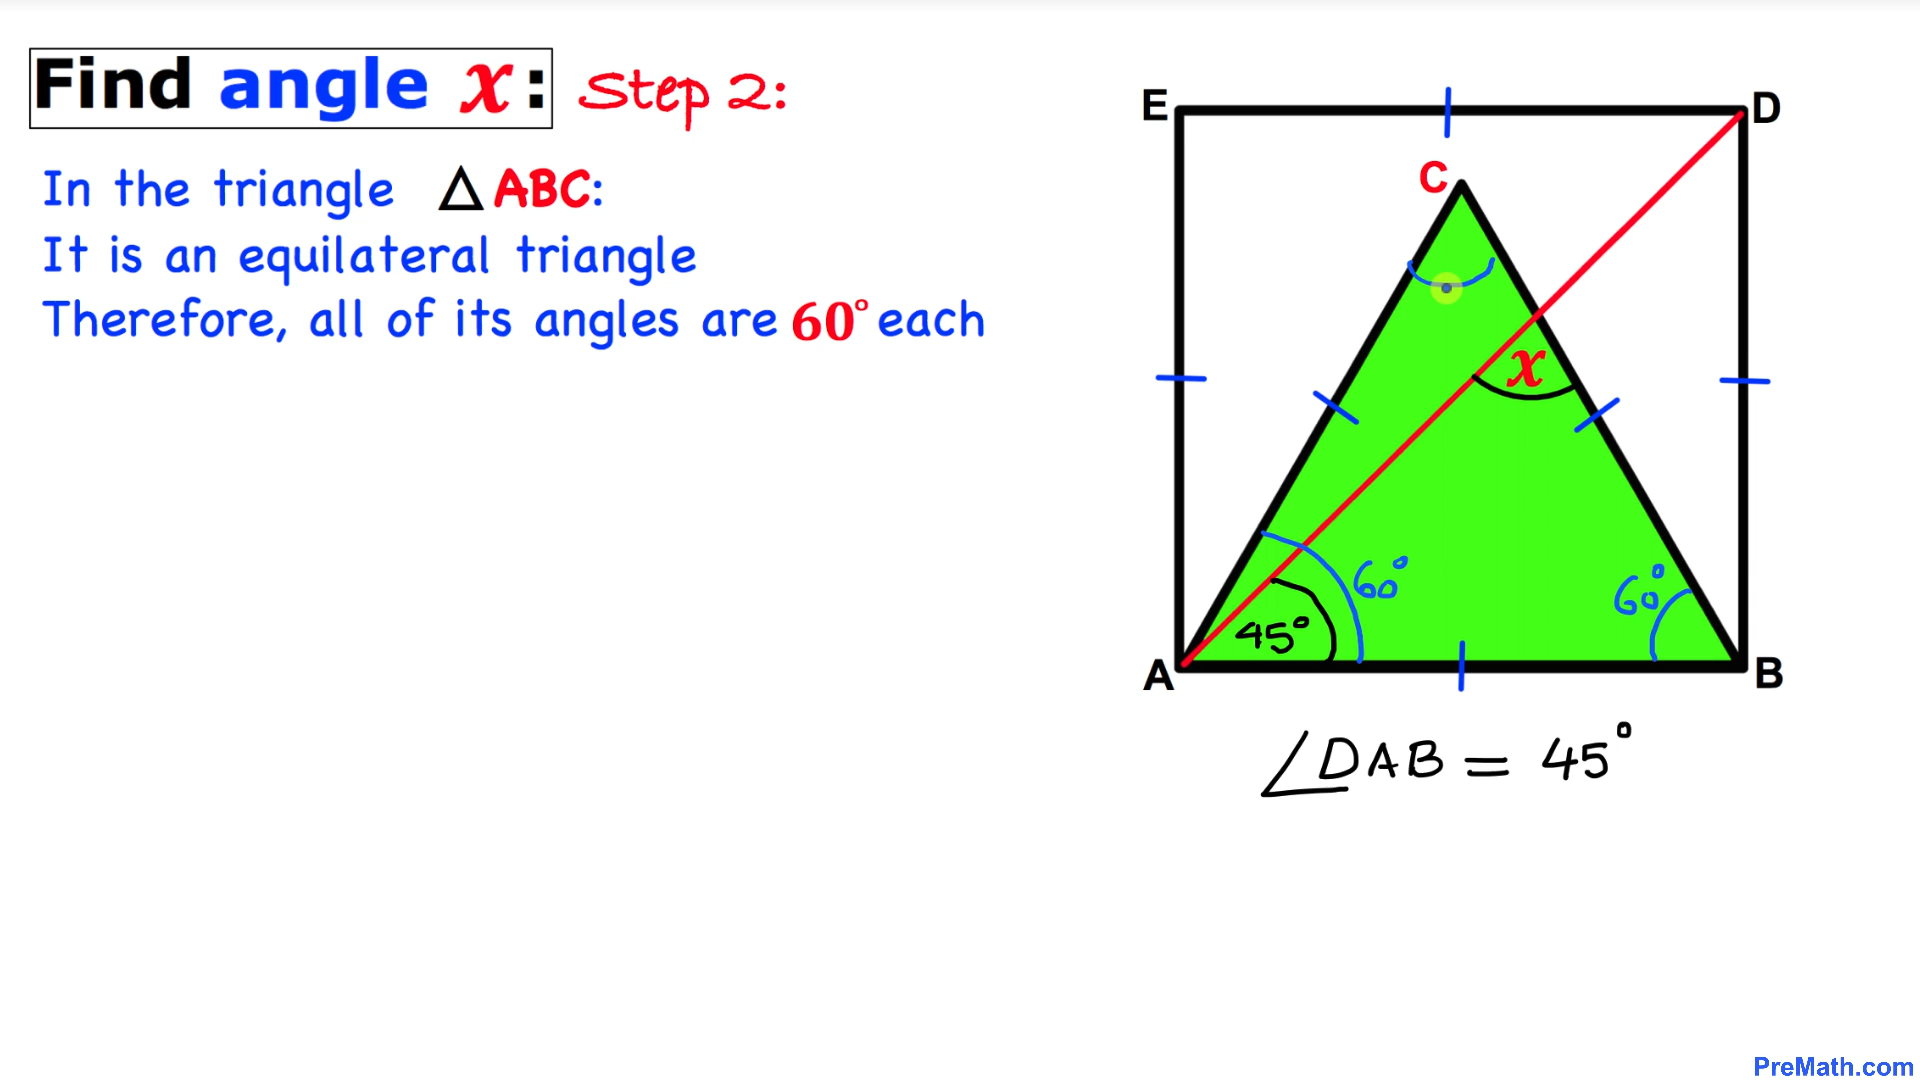 Find angle x: Step 2:
In the triangle △ABC:
It is an equilateral triangle
Therefore, all of its angles are 60° each
E
D
C
x
60°
60°
45°
A
B
∠DAB = 45°
PreMath.com